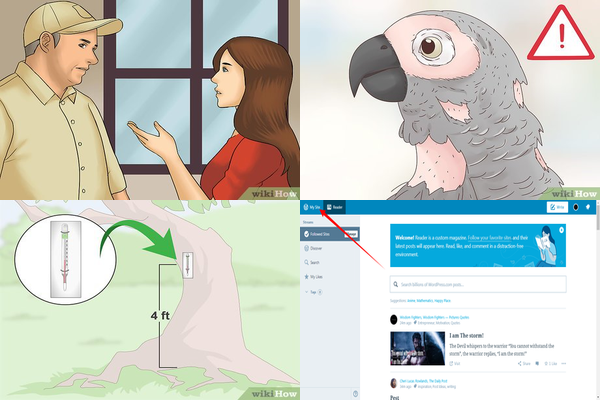 wikiHow
!
wikiHow
4 ft
wikiHow
My Site
Reader
Write
Followed Sites
Manage
Discover
Search
My Likes
Welcome! Reader is a custom magazine. Follow your favorite sites and their
latest posts will appear here. Read, like, and comment in a distraction-free
environment.
Search billions of WordPress.com posts...
I am The storm!
The Devil whispers to the warrior "You cannot withstand the
storm", the warrior replies, "I am the storm!"
Share
Post